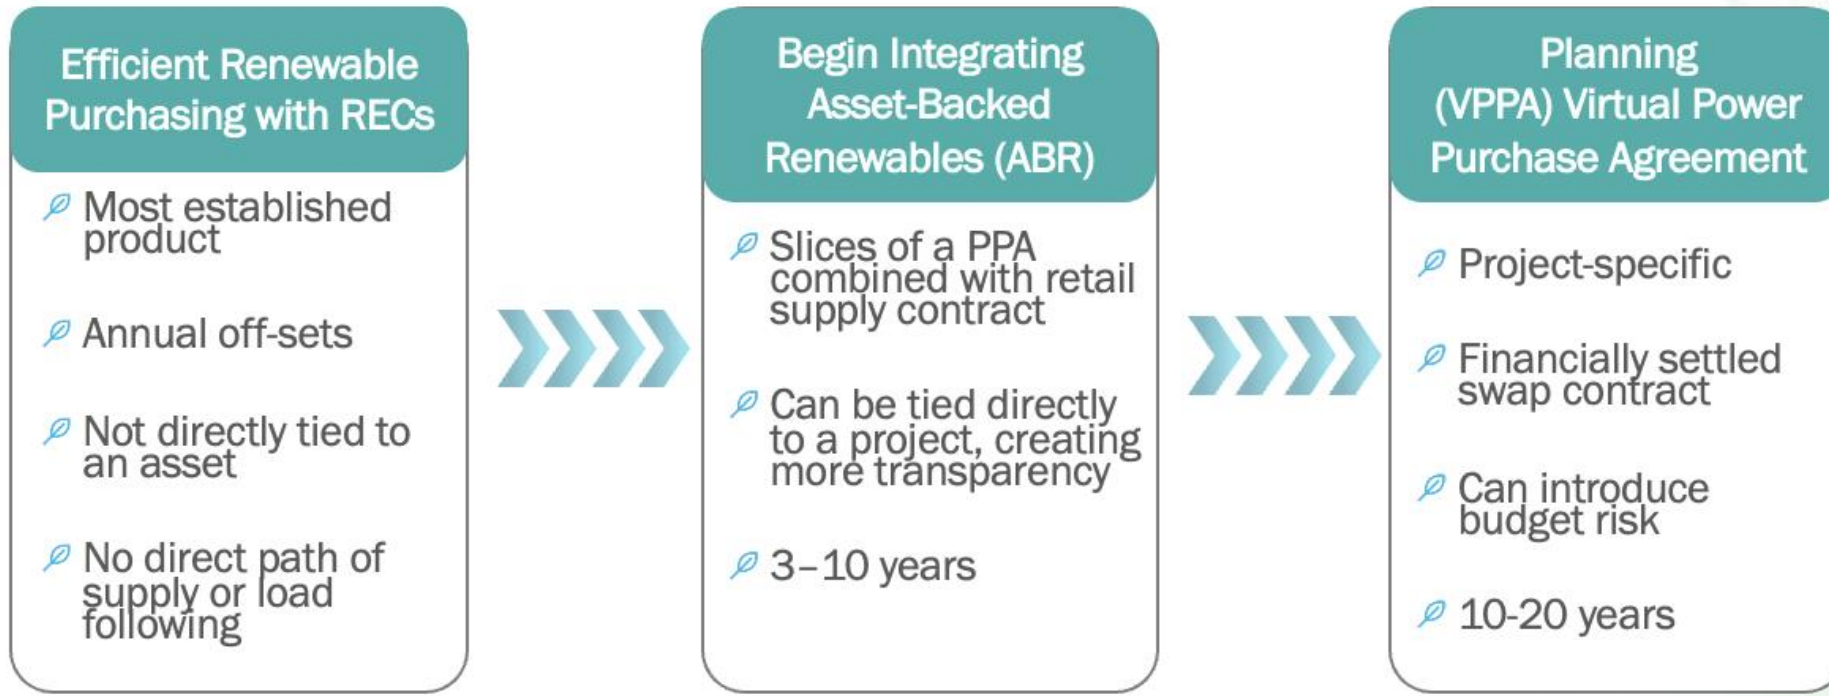 Efficient Renewable
Purchasing with RECs
Most established
product
Annual off-sets
Not directly tied to
an asset
No direct path of
supply or load
following
Begin Integrating
Asset-Backed
Renewables (ABR)
Slices of a PPA
combined with retail
supply contract
Can be tied directly
to a project, creating
more transparency
3–10 years
Planning
(VPPA) Virtual Power
Purchase Agreement
Project-specific
Financially settled
swap contract
Can introduce
budget risk
10-20 years